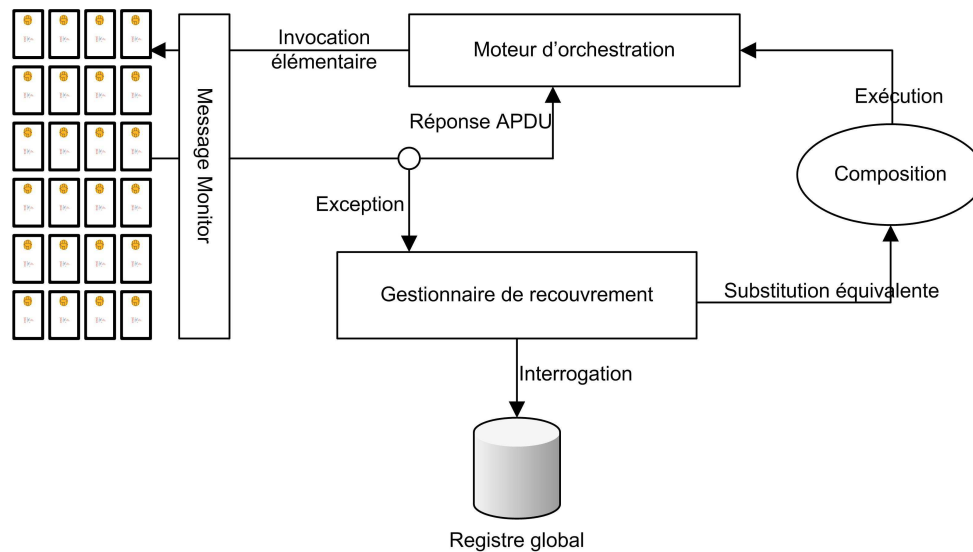 Invocation
élémentaire
Moteur d’orchestration
Message Monitor
Réponse APDU
Exécution
Exception
Composition
Gestionnaire de recouvrement
Substitution équivalente
Interrogation
Registre global